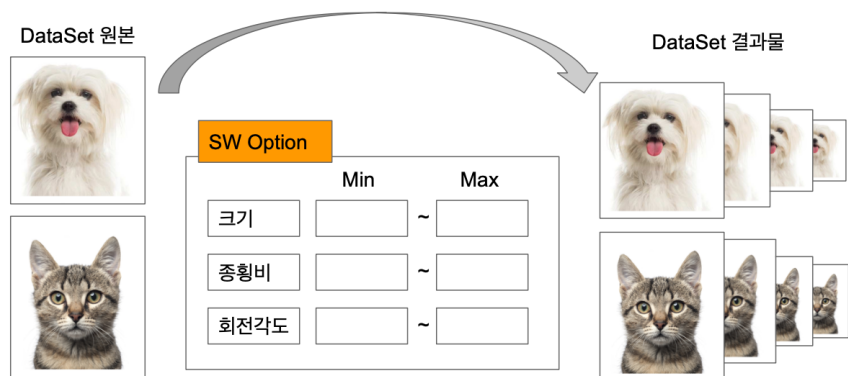 DataSet 원본
DataSet 결과물
SW Option
Min Max
크기 ~
종횡비 ~
회전각도 ~